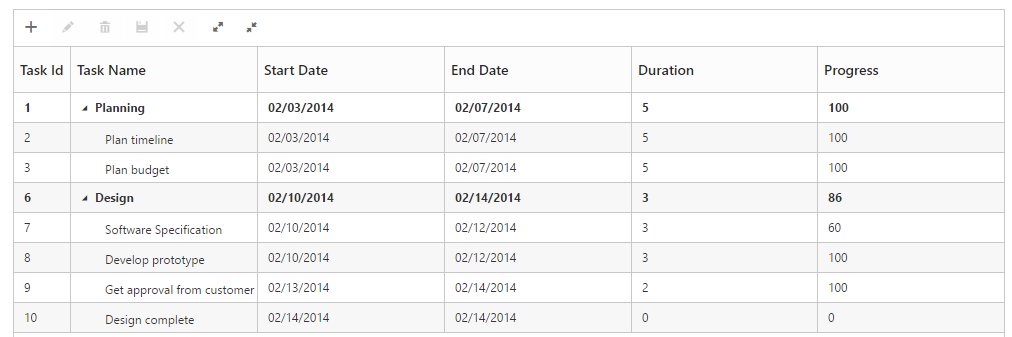 Task Id Task Name Start Date End Date Duration Progress
1 Planning 02/03/2014 02/07/2014 5 100
2 Plan timeline 02/03/2014 02/07/2014 5 100
3 Plan budget 02/03/2014 02/07/2014 5 100
6 Design 02/10/2014 02/14/2014 3 86
7 Software Specification 02/10/2014 02/12/2014 3 60
8 Develop prototype 02/10/2014 02/12/2014 3 100
9 Get approval from customer 02/13/2014 02/14/2014 2 100
10 Design complete 02/14/2014 02/14/2014 0 0